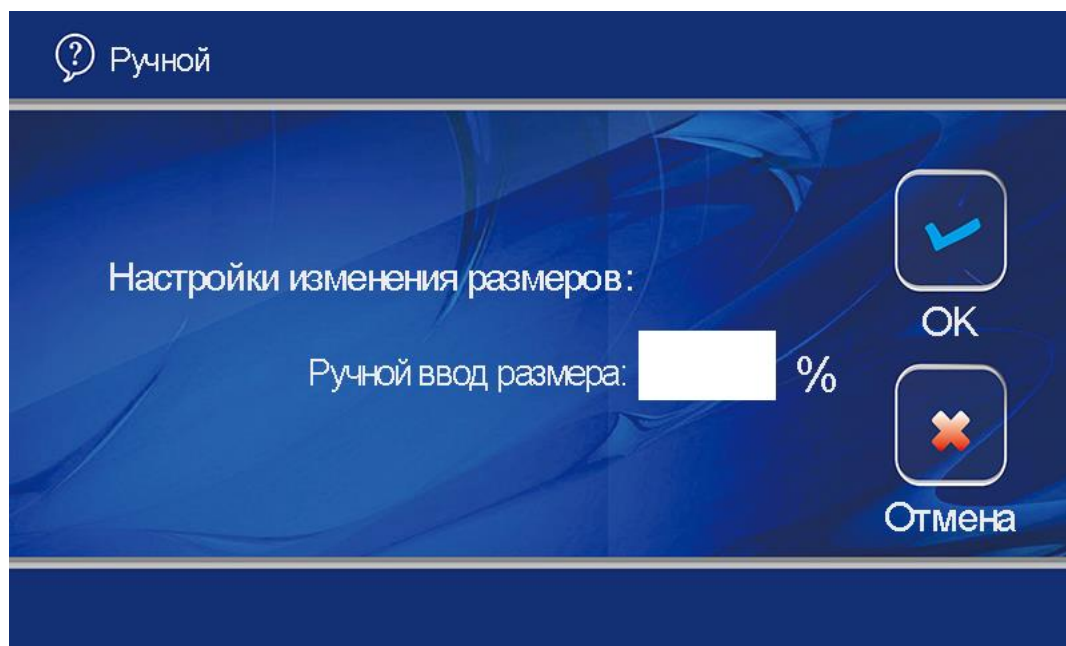 Ручной
Настройки изменения размеров:
Ручной ввод размера: %
OK
Отмена